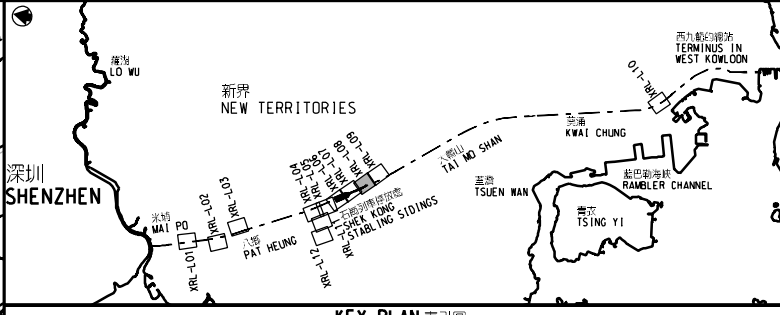 西九龍的總站
TERMINUS IN
WEST KOWLOON
羅湖
LO WU
新界
NEW TERRITORIES
XRL-L10
葵涌
KWAI CHUNG
大帽山
TAI MO SHAN
深圳
SHENZHEN
XRL-L04
XRL-L05
XRL-L06
XRL-L07
XRL-L08
XRL-L09
荃灣
TSUEN WAN
藍巴勒海峽
RAMBLER CHANNEL
青衣
TSING YI
米埔
MAI PO
XRL-L01
XRL-L02
XRL-L03
八鄉
PAT HEUNG
石崗列車停放處
SHEK KONG
STABLING SIDINGS
XRL-L12
KEY PLAN 索引圖